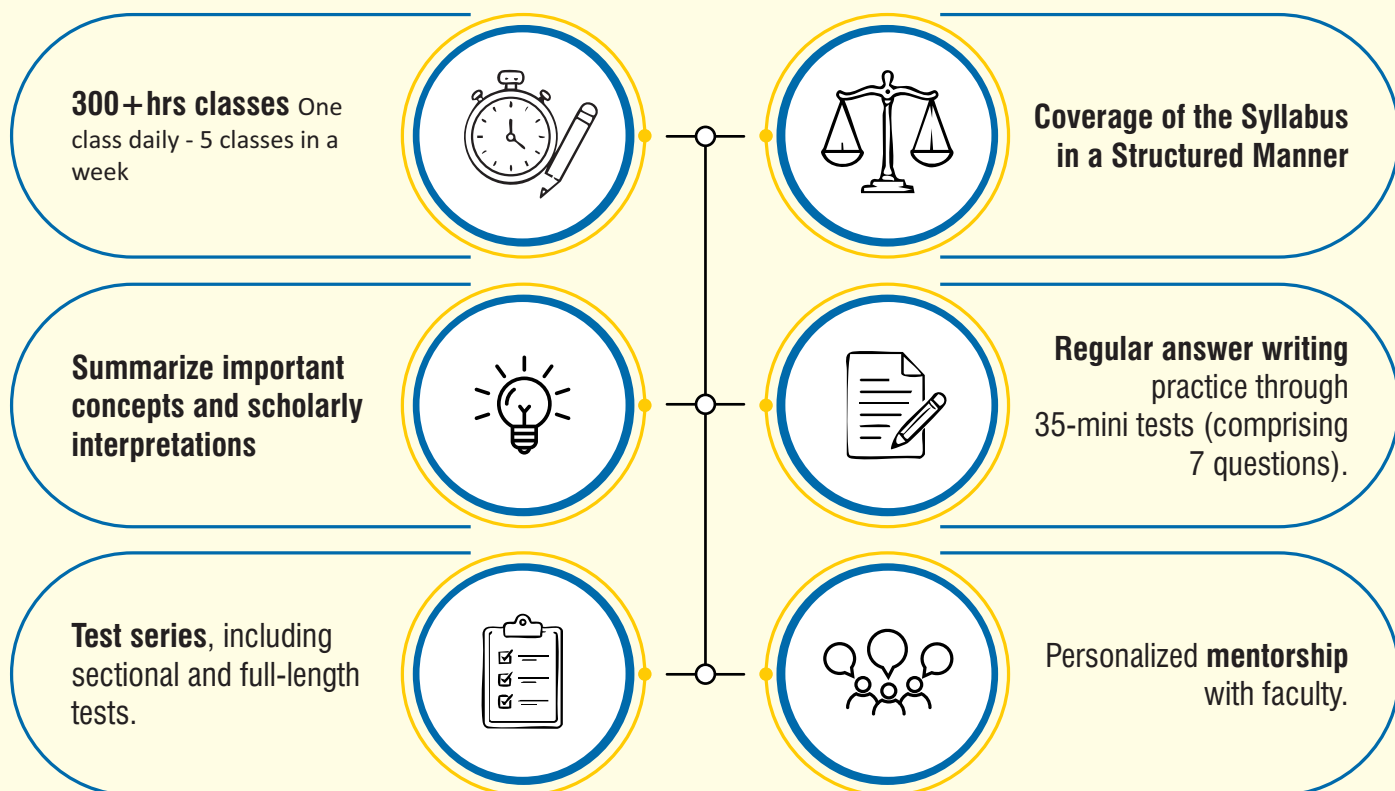 300+hrs classes One
class daily - 5 classes in a
week
Coverage of the Syllabus
in a Structured Manner
Summarize important
concepts and scholarly
interpretations
Regular answer writing
practice through
35-mini tests (comprising
7 questions).
Test series, including
sectional and full-length
tests.
Personalized mentorship
with faculty.